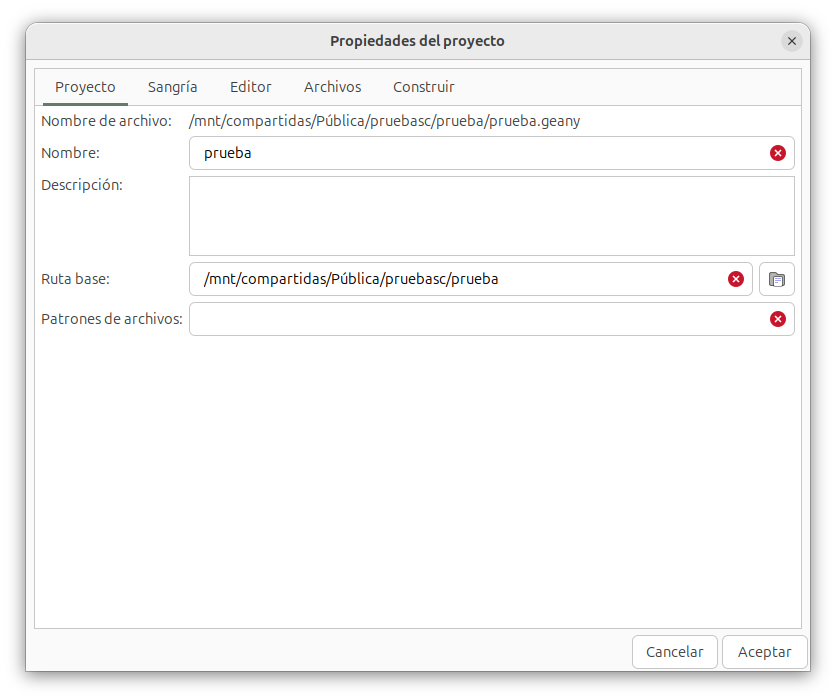 Propiedades del proyecto
Proyecto Sangría Editor Archivos Construir
Nombre de archivo: /mnt/compartidas/Pública/pruebasc/prueba/prueba.geany
Nombre: prueba
Descripción:
Ruta base: /mnt/compartidas/Pública/pruebasc/prueba
Patrones de archivos:
Cancelar Aceptar